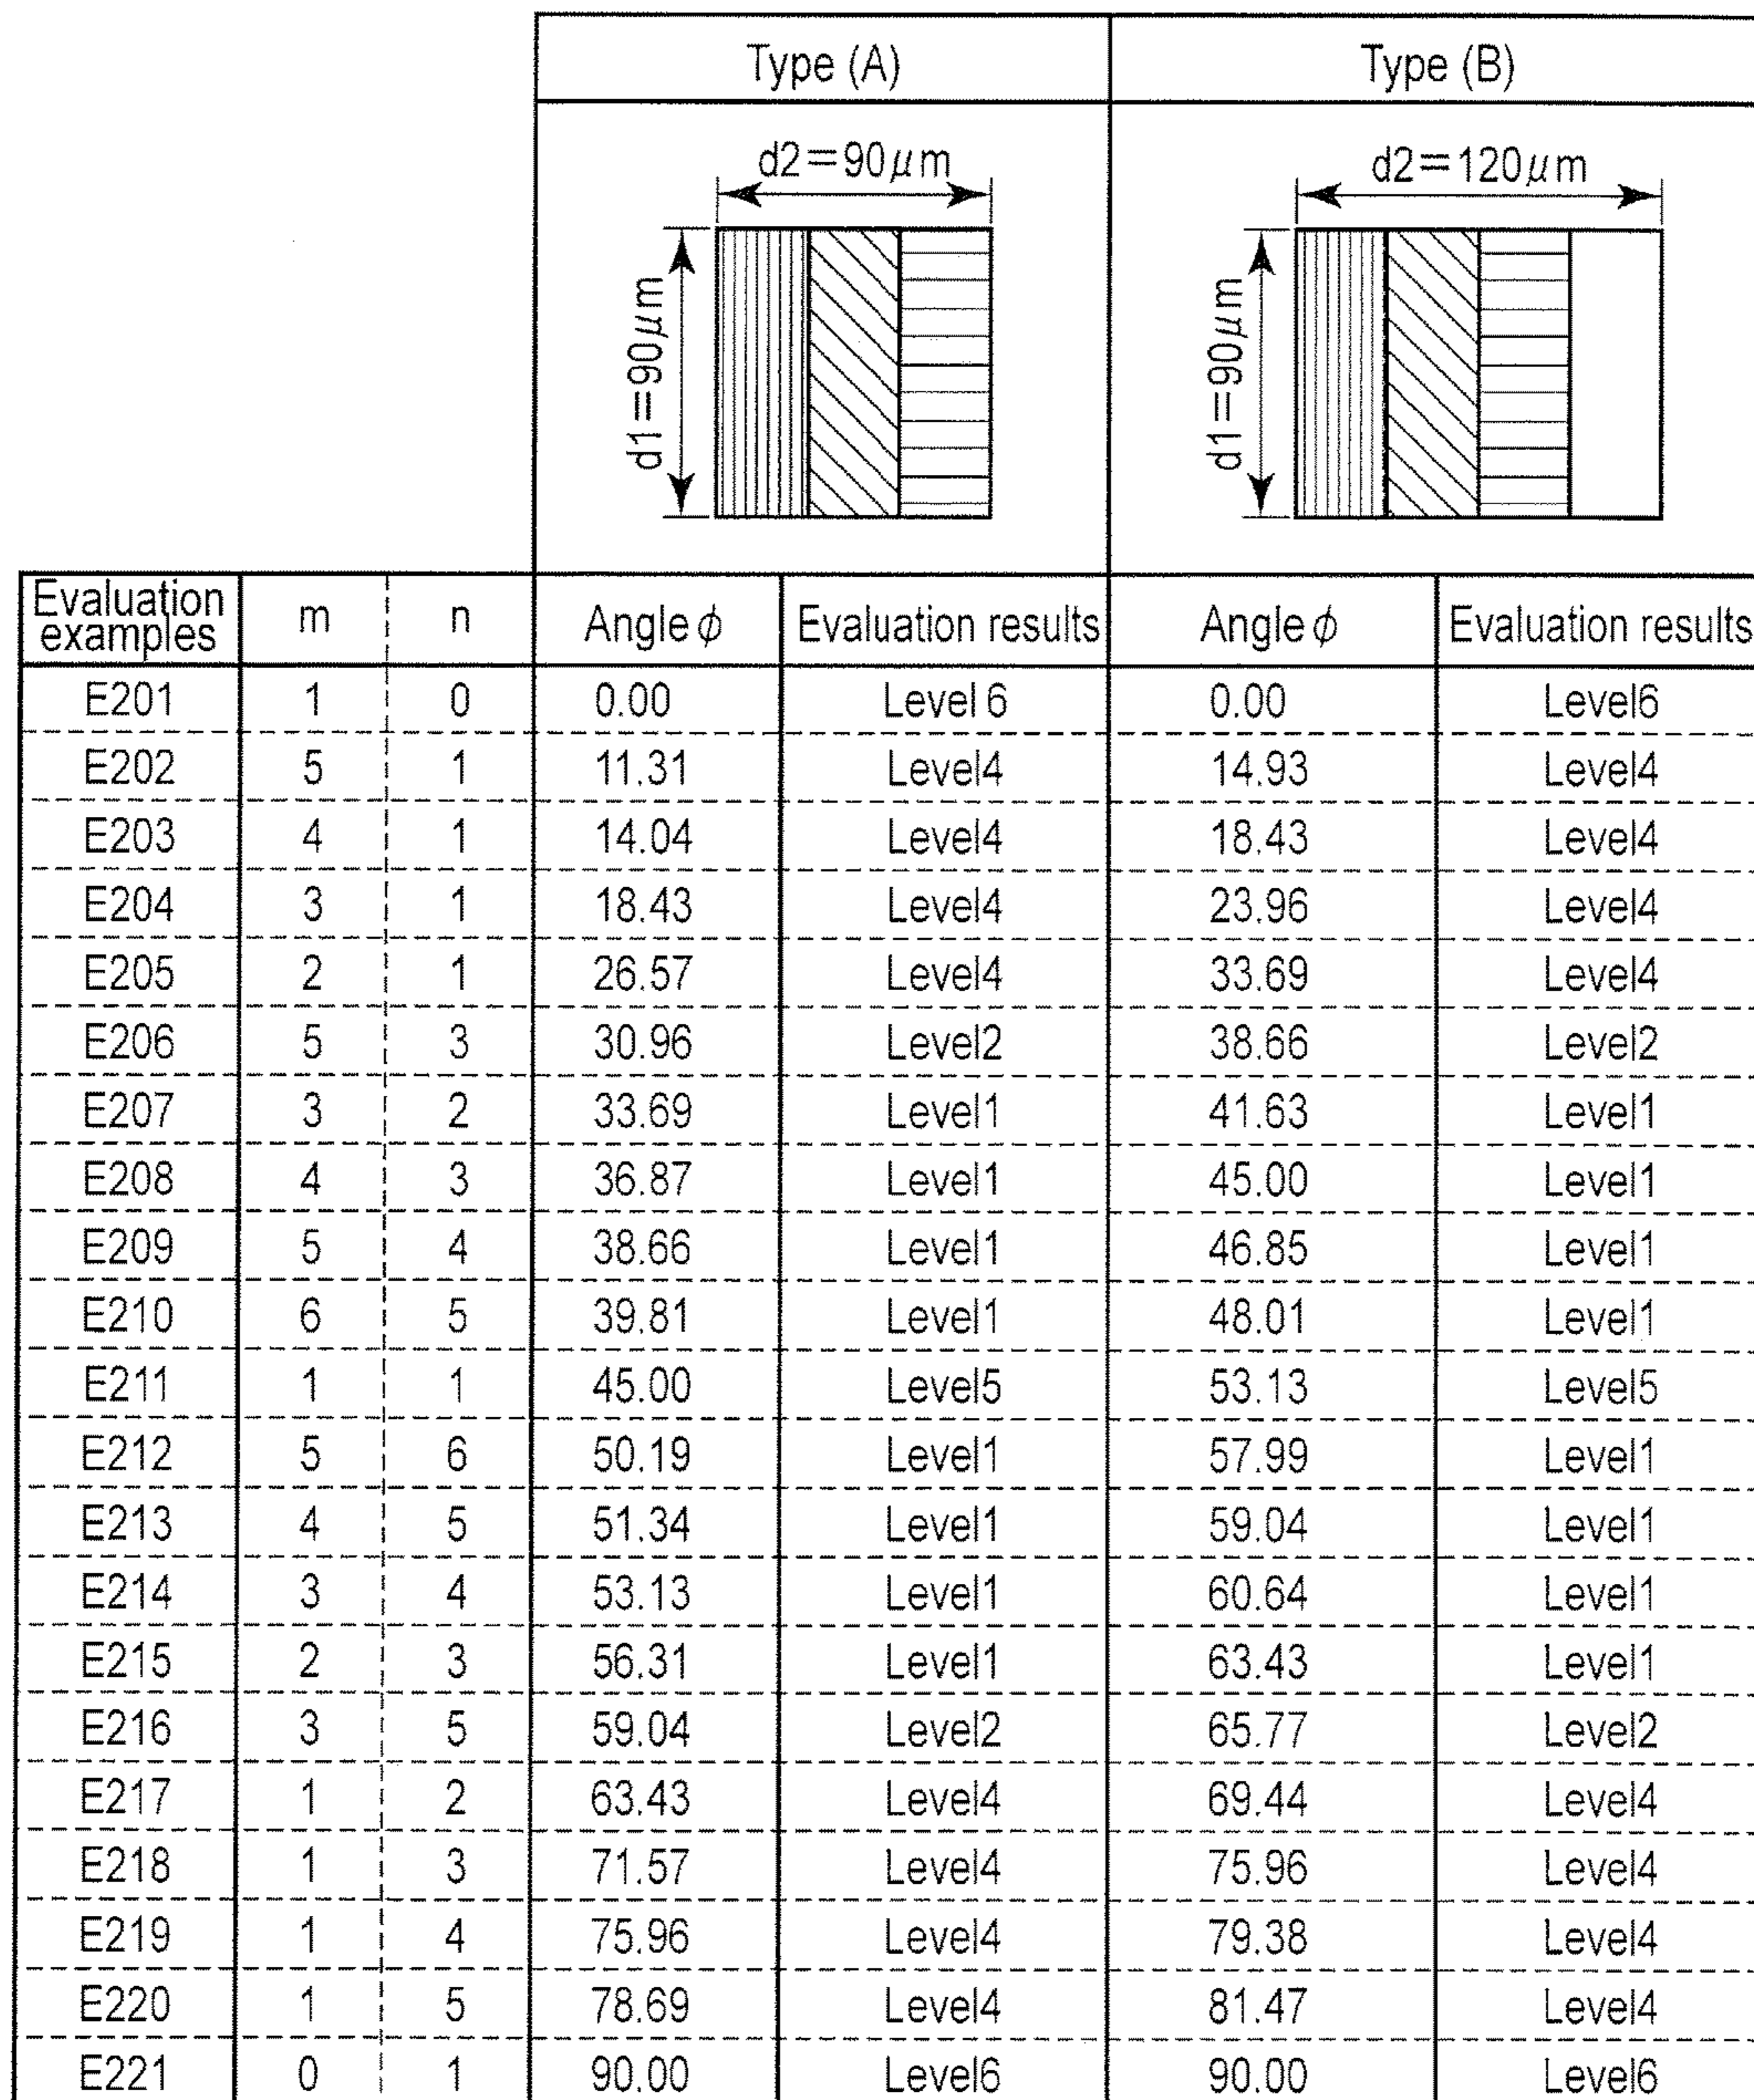 Type (A) Type (B)
d2=90μm d2=120μm
d1=90μm d1=90μm
Evaluation examples m n Angle ϕ Evaluation results Angle ϕ Evaluation results
E201 1 0 0.00 Level 6 0.00 Level6
E202 5 1 11.31 Level4 14.93 Level4
E203 4 1 14.04 Level4 18.43 Level4
E204 3 1 18.43 Level4 23.96 Level4
E205 2 1 26.57 Level4 33.69 Level4
E206 5 3 30.96 Level2 38.66 Level2
E207 3 2 33.69 Level1 41.63 Level1
E208 4 3 36.87 Level1 45.00 Level1
E209 5 4 38.66 Level1 46.85 Level1
E210 6 5 39.81 Level1 48.01 Level1
E211 1 1 45.00 Level5 53.13 Level5
E212 5 6 50.19 Level1 57.99 Level1
E213 4 5 51.34 Level1 59.04 Level1
E214 3 4 53.13 Level1 60.64 Level1
E215 2 3 56.31 Level1 63.43 Level1
E216 3 5 59.04 Level2 65.77 Level2
E217 1 2 63.43 Level4 69.44 Level4
E218 1 3 71.57 Level4 75.96 Level4
E219 1 4 75.96 Level4 79.38 Level4
E220 1 5 78.69 Level4 81.47 Level4
E221 0 1 90.00 Level6 90.00 Level6